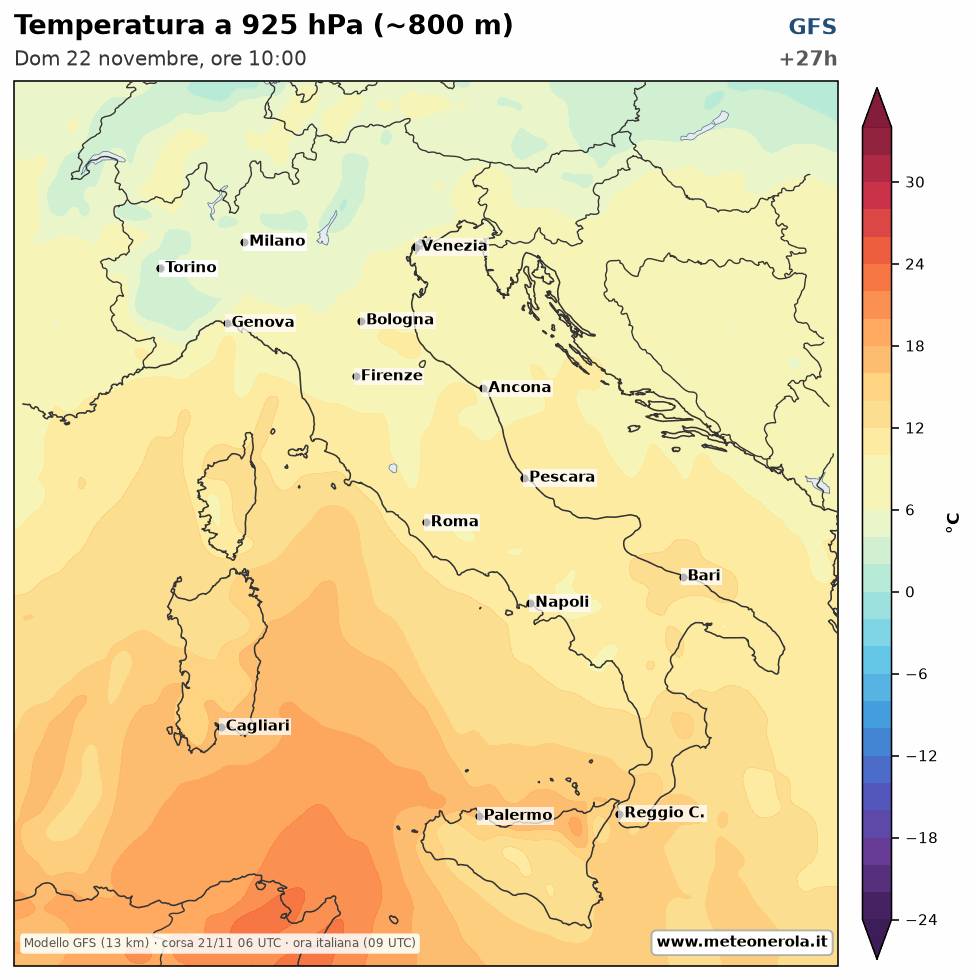 Temperatura a 925 hPa (~800 m)
GFS
Dom 22 novembre, ore 10:00
+27h
Milano
Venezia
Torino
Genova
Bologna
Firenze
Ancona
Pescara
Roma
Bari
Napoli
Cagliari
Palermo
Reggio C.
30
24
18
12
6
0
−6
−12
−18
−24
°C
Modello GFS (13 km) · corsa 21/11 06 UTC · ora italiana (09 UTC)
www.meteonerola.it